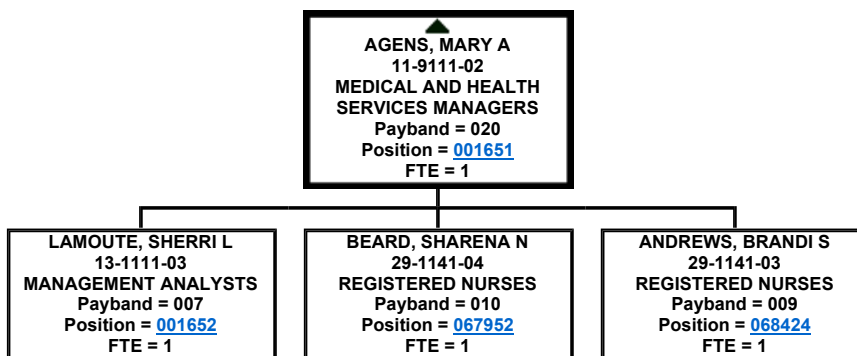 AGENS, MARY A
11-9111-02
MEDICAL AND HEALTH
SERVICES MANAGERS
Payband = 020
Position = 001651
FTE = 1
LAMOUTE, SHERRI L
13-1111-03
MANAGEMENT ANALYSTS
Payband = 007
Position = 001652
FTE = 1
BEARD, SHARENA N
29-1141-04
REGISTERED NURSES
Payband = 010
Position = 067952
FTE = 1
ANDREWS, BRANDI S
29-1141-03
REGISTERED NURSES
Payband = 009
Position = 068424
FTE = 1